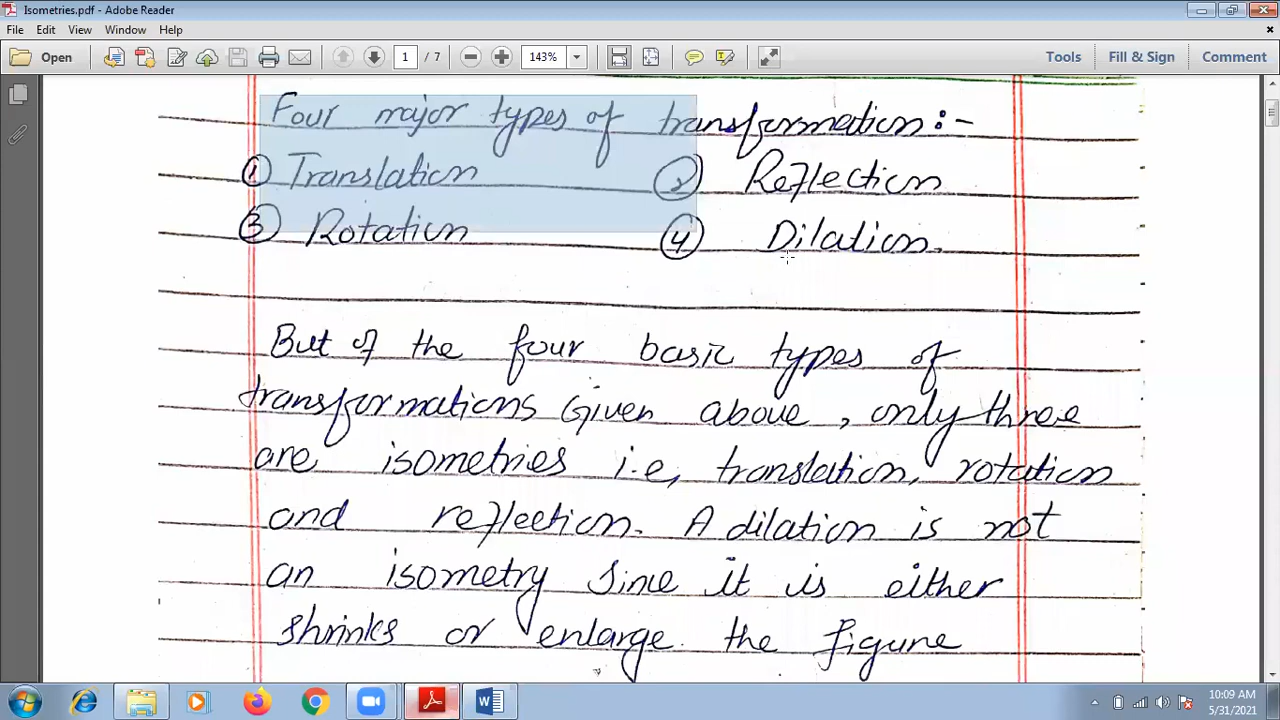 Isometries.pdf - Adobe Reader
File Edit View Window Help
Open 1 / 7 143% Tools Fill & Sign Comment
Four major types of transformation:-
① Translation ② Reflection
③ Rotation ④ Dilation.
But of the four basic types of
transformations Given above, only three
are isometries i.e, translation, rotation
and reflection. A dilation is not
an isometry Since it is either
shrinks or enlarge the figure
10:09 AM
5/31/2021